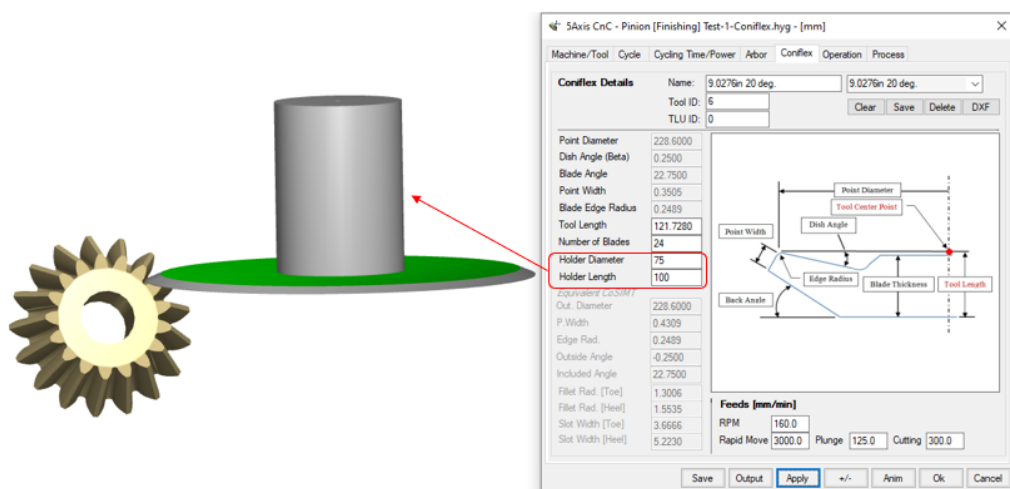 5Axis CnC - Pinion [Finishing] Test-1-Coniflex.hyg - [mm]
Machine/Tool Cycle Cycling Time/Power Arbor Coniflex Operation Process
Coniflex Details Name: 9.0276in 20 deg. 9.0276in 20 deg.
Tool ID: 6 Clear Save Delete DXF
TLU ID: 0
Point Diameter 228.6000
Dish Angle (Beta) 0.2500
Blade Angle 22.7500
Point Width 0.3505
Blade Edge Radius 0.2489
Tool Length 121.7280
Number of Blades 24
Holder Diameter 75
Holder Length 100
Equivalent CoSIMT
Out. Diameter 228.6000
P.Width 0.4309
Edge Rad. 0.2489
Outside Angle -0.2500
Included Angle 22.7500
Fillet Rad. [Toe] 1.3006
Fillet Rad. [Heel] 1.5535
Slot Width [Toe] 3.6666
Slot Width [Heel] 5.2230
Point Diameter
Tool Center Point
Dish Angle
Point Width
Edge Radius
Blade Thickness
Tool Length
Back Angle
Feeds [mm/min]
RPM 160.0
Rapid Move 3000.0 Plunge 125.0 Cutting 300.0
Save Output Apply +/- Anim Ok Cancel